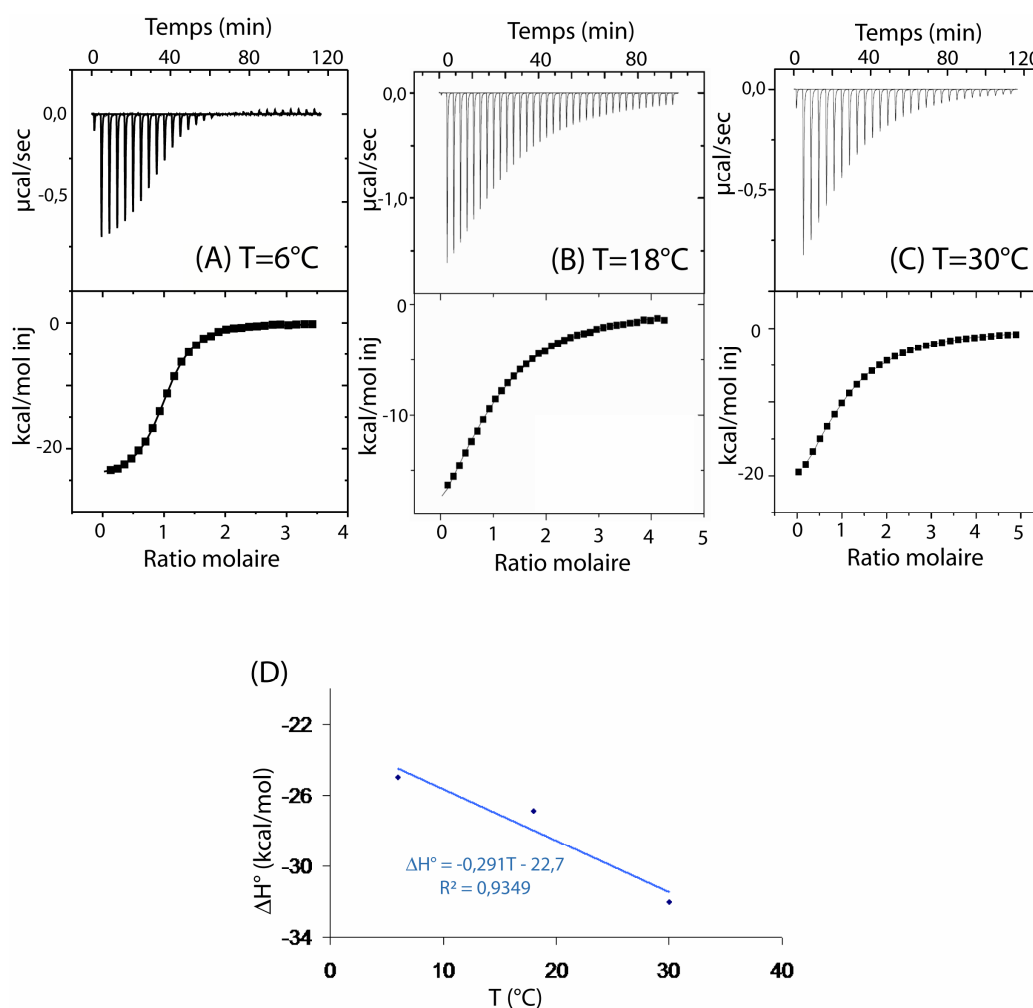 Temps (min)
0 40 80 120
0,0
-0,5
µcal/sec
(A) T=6°C
0
-20
kcal/mol inj
0 1 2 3 4
Ratio molaire
Temps (min)
0 40 80
0,0
-1,0
µcal/sec
(B) T=18°C
0
-10
kcal/mol inj
0 1 2 3 4 5
Ratio molaire
Temps (min)
0 20 40 60 80 100 120
0,0
-0,5
µcal/sec
(C) T=30°C
0
-20
kcal/mol inj
0 1 2 3 4 5
Ratio molaire
(D)
-22
-26
-30
-34
ΔH° (kcal/mol)
ΔH° = -0,291T - 22,7
R² = 0,9349
0 10 20 30 40
T (°C)